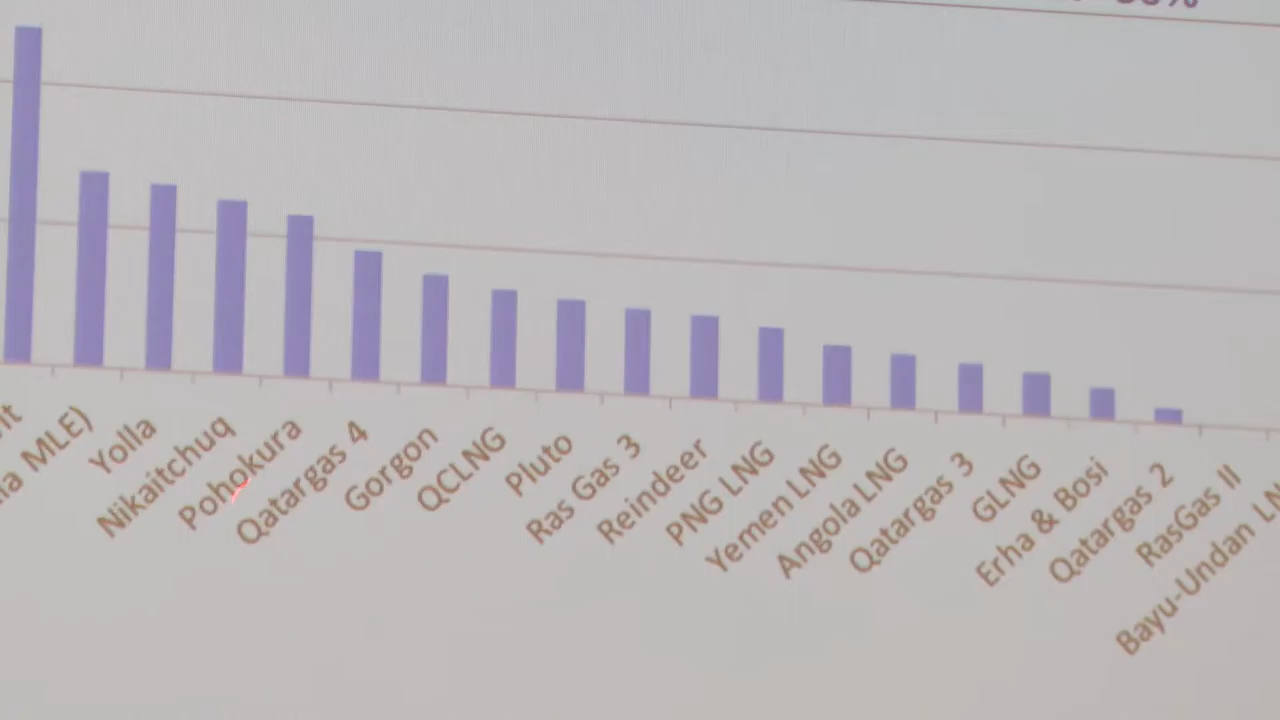 MLE)
Yolla
Nikaitchuq
Pohokura
Qatargas 4
Gorgon
QCLNG
Pluto
Ras Gas 3
Reindeer
PNG LNG
Yemen LNG
Angola LNG
Qatargas 3
GLNG
Erha & Bosi
Qatargas 2
RasGas II
Bayu-Undan